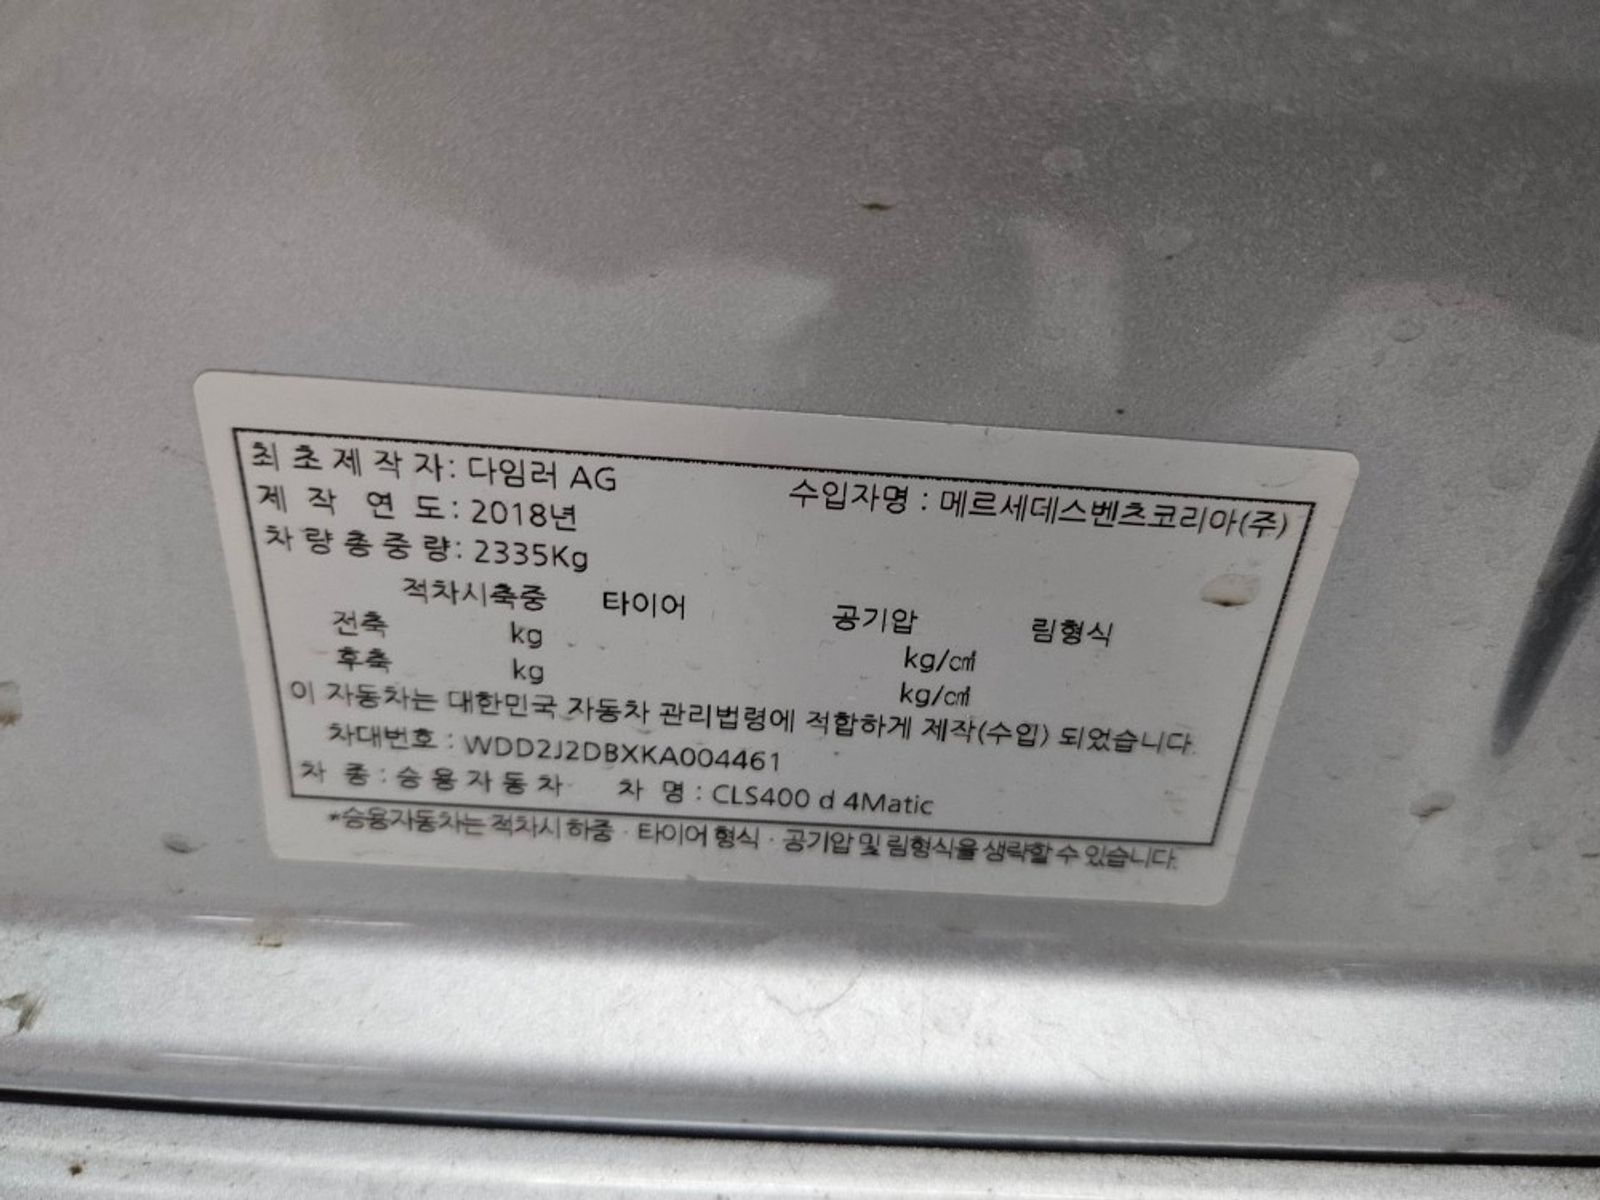 최초제작자: 다임러 AG
수입자명 : 메르세데스벤츠코리아(주)
제작 연도: 2018년
차량총중량: 2335Kg
적차시축중 타이어 공기압 림형식
전축 kg kg/㎠
후축 kg kg/㎠
이 자동차는 대한민국 자동차 관리법령에 적합하게 제작(수입) 되었습니다.
차대번호 : WDD2J2DBXKA004461
차 종 : 승용자동차 차 명 : CLS400 d 4Matic
*승용자동차는 적차시 하중 · 타이어 형식 · 공기압 및 림형식을 생략할 수 있습니다.